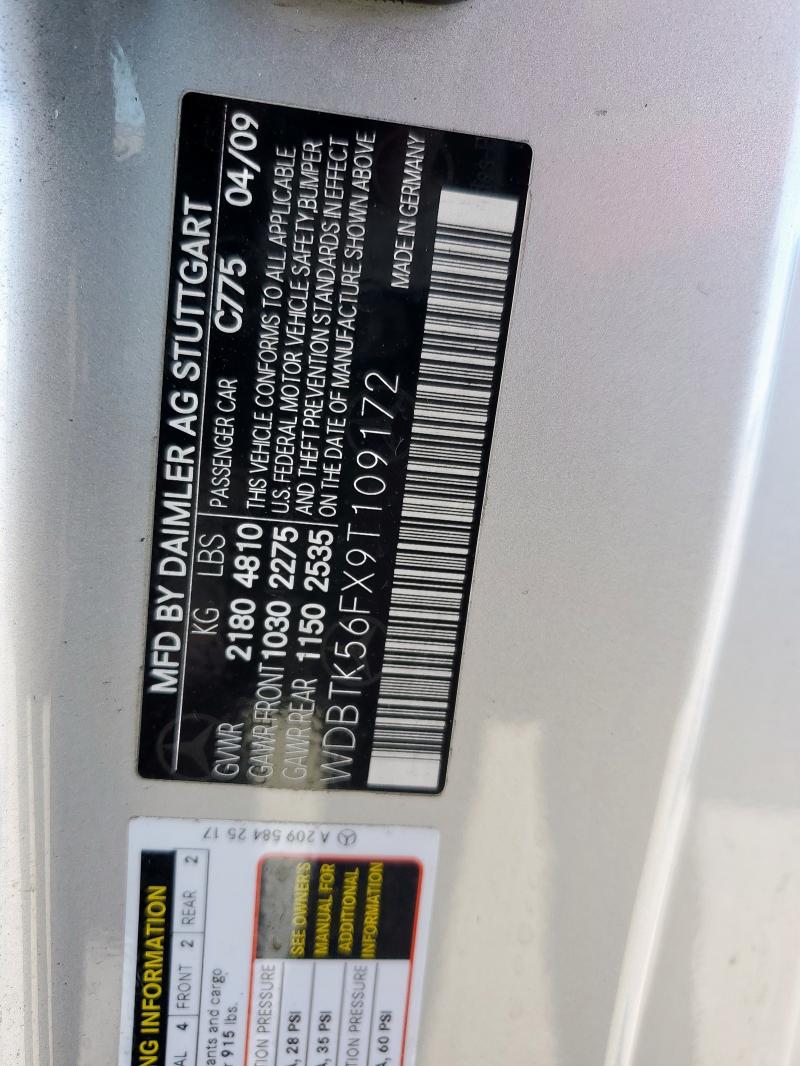 MFD BY DAIMLER AG STUTTGART
KG LBS PASSENGER CAR C775 04/09
GVWR 2180 4810 THIS VEHICLE CONFORMS TO ALL APPLICABLE
GAWR FRONT 1030 2275 U.S. FEDERAL MOTOR VEHICLE SAFETY, BUMPER
GAWR REAR 1150 2535 AND THEFT PREVENTION STANDARDS IN EFFECT
ON THE DATE OF MANUFACTURE SHOWN ABOVE
WDBTK56FX9T109172 MADE IN GERMANY
A 209 584 25 17
NG INFORMATION
AL 4 FRONT 2 REAR 2
ants and cargo
915 lbs.
TION PRESSURE
, 28 PSI
, 35 PSI
TION PRESSURE
, 60 PSI
SEE OWNER'S
MANUAL FOR
ADDITIONAL
INFORMATION